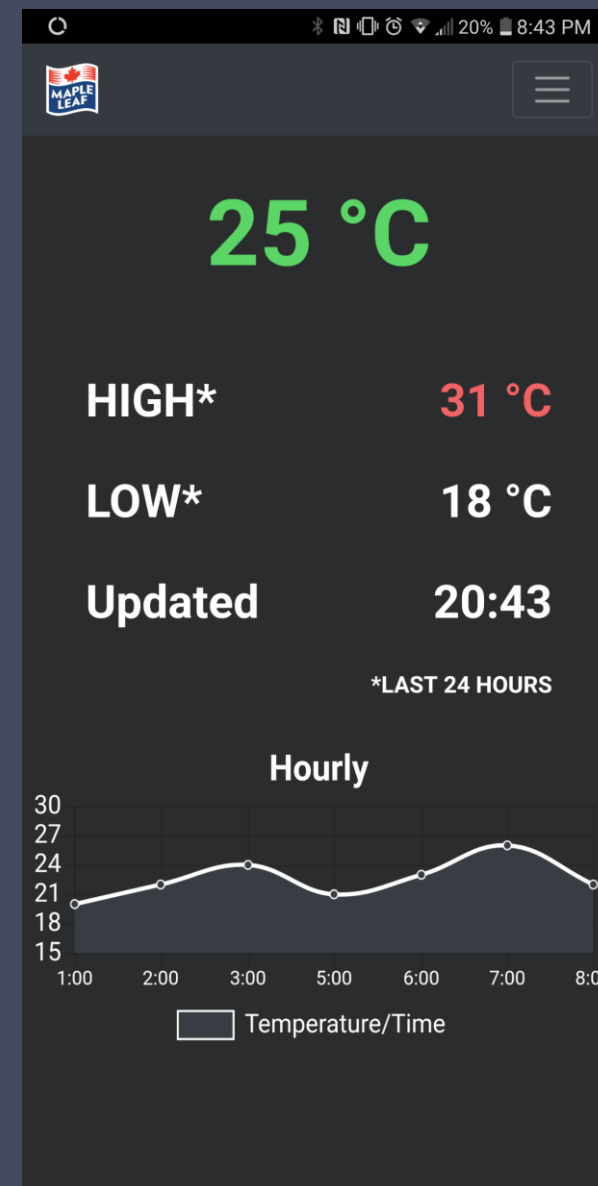 20% 8:43 PM
MAPLE
LEAF
25 °C
HIGH* 31 °C
LOW* 18 °C
Updated 20:43
*LAST 24 HOURS
Hourly
30
27
24
21
18
15
1:00 2:00 3:00 5:00 6:00 7:00 8:0
Temperature/Time